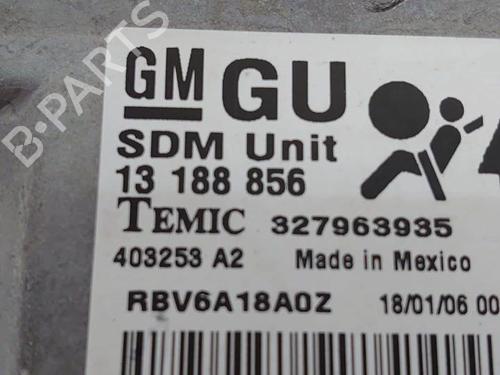 B-PARTS
GM GU
SDM Unit
13 188 856
TEMIC 327963935
403253 A2 Made in Mexico
RBV6A18A0Z 18/01/06 00